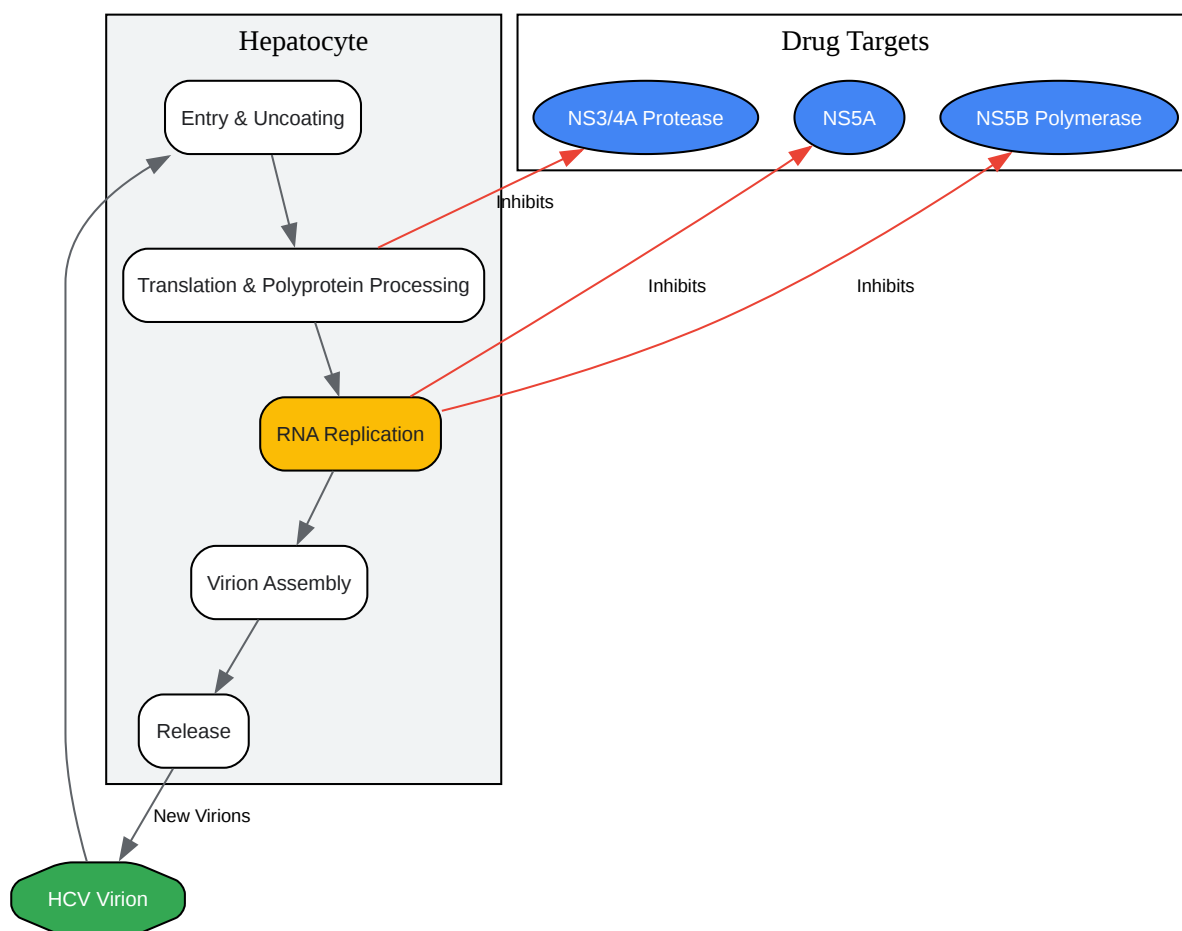 Hepatocyte
Drug Targets
Entry & Uncoating
NS3/4A Protease
NS5A
NS5B Polymerase
Inhibits
Translation & Polyprotein Processing
Inhibits
Inhibits
RNA Replication
Virion Assembly
Release
New Virions
HCV Virion